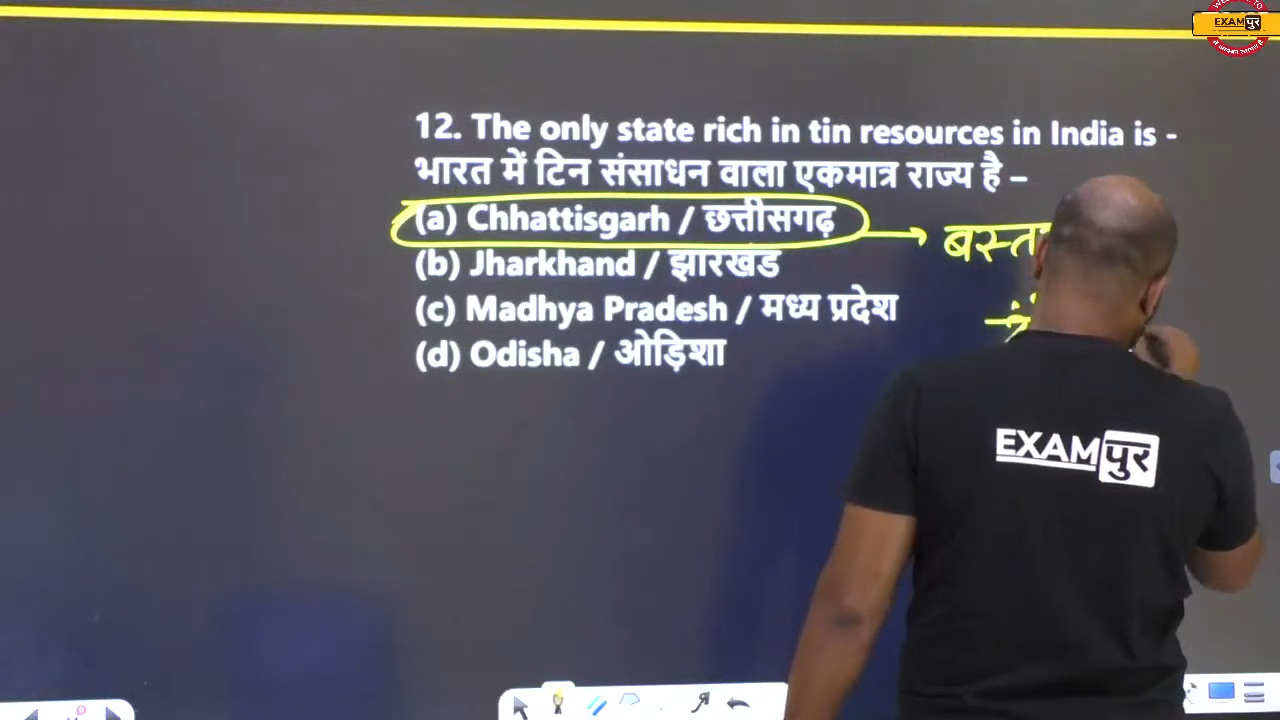 EXAMपुर
12. The only state rich in tin resources in India is -
भारत में टिन संसाधन वाला एकमात्र राज्य है –
(a) Chhattisgarh / छत्तीसगढ़
(b) Jharkhand / झारखंड
(c) Madhya Pradesh / मध्य प्रदेश
(d) Odisha / ओड़िशा
EXAMपुर